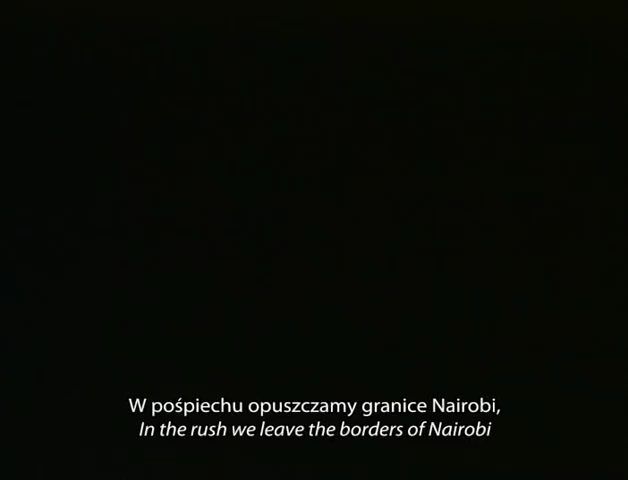 W pośpiechu opuszczamy granice Nairobi,
In the rush we leave the borders of Nairobi